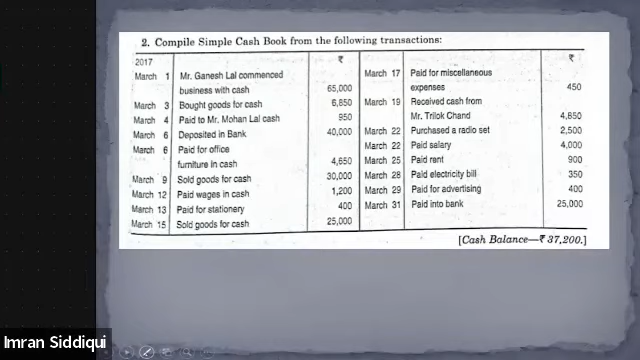 2. Compile Simple Cash Book from the following transactions:
2017 ₹
March 1 Mr. Ganesh Lal commenced
business with cash 65,000
March 3 Bought goods for cash 6,850
March 4 Paid to Mr. Mohan Lal cash 950
March 6 Deposited in Bank 40,000
March 6 Paid for office
furniture in cash 4,650
March 9 Sold goods for cash 30,000
March 12 Paid wages in cash 1,200
March 13 Paid for stationery 400
March 15 Sold goods for cash 25,000
₹
March 17 Paid for miscellaneous
expenses 450
March 19 Received cash from
Mr. Trilok Chand 4,850
March 22 Purchased a radio set 2,500
March 22 Paid salary 4,000
March 25 Paid rent 900
March 28 Paid electricity bill 350
March 29 Paid for advertising 400
March 31 Paid into bank 25,000
[Cash Balance—₹ 37,200.]
Imran Siddiqui